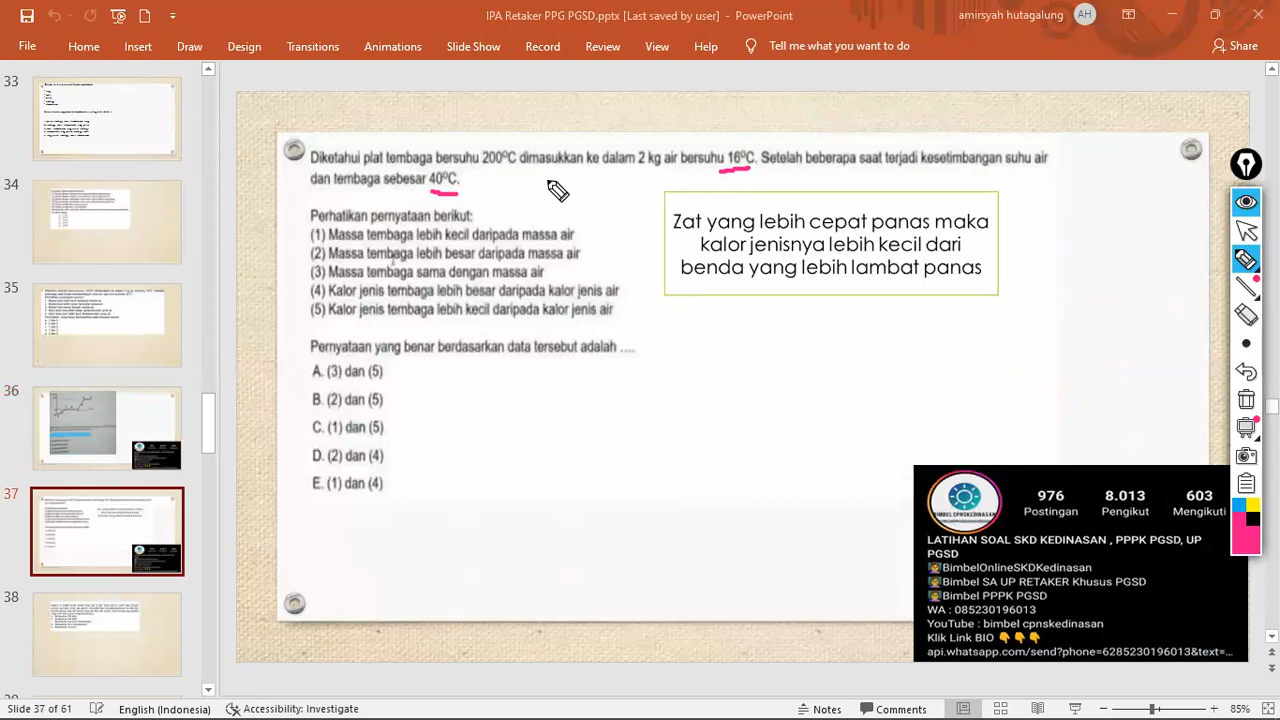 IPA Retaker PPG PGSD.pptx [Last saved by user] - PowerPoint
amirsyah hutagalung
AH
File
Home
Insert
Draw
Design
Transitions
Animations
Slide Show
Record
Review
View
Help
Tell me what you want to do
Share
33
34
35
36
37
38
Diketahui plat tembaga bersuhu 200⁰C dimasukkan ke dalam 2 kg air bersuhu 16⁰C. Setelah beberapa saat terjadi kesetimbangan suhu air
dan tembaga sebesar 40⁰C.
Perhatikan pernyataan berikut:
(1) Massa tembaga lebih kecil daripada massa air
(2) Massa tembaga lebih besar daripada massa air
(3) Massa tembaga sama dengan massa air
(4) Kalor jenis tembaga lebih besar daripada kalor jenis air
(5) Kalor jenis tembaga lebih kecil daripada kalor jenis air
Pernyataan yang benar berdasarkan data tersebut adalah ....
A. (3) dan (5)
B. (2) dan (5)
C. (1) dan (5)
D. (2) dan (4)
E. (1) dan (4)
Zat yang lebih cepat panas maka
kalor jenisnya lebih kecil dari
benda yang lebih lambat panas
BIMBEL CPNSKEDINASAN
976
8.013
603
Postingan
Pengikut
Mengikuti
LATIHAN SOAL SKD KEDINASAN , PPPK PGSD, UP
PGSD
@BimbelOnlineSKDKedinasan
Bimbel SA UP RETAKER Khusus PGSD
Bimbel PPPK PGSD
WA : 085230196013
YouTube : bimbel cpnskedinasan
Klik Link BIO 👇👇👇
api.whatsapp.com/send?phone=6285230196013&text=...
Slide 37 of 61
English (Indonesia)
Accessibility: Investigate
Notes
Comments
85%